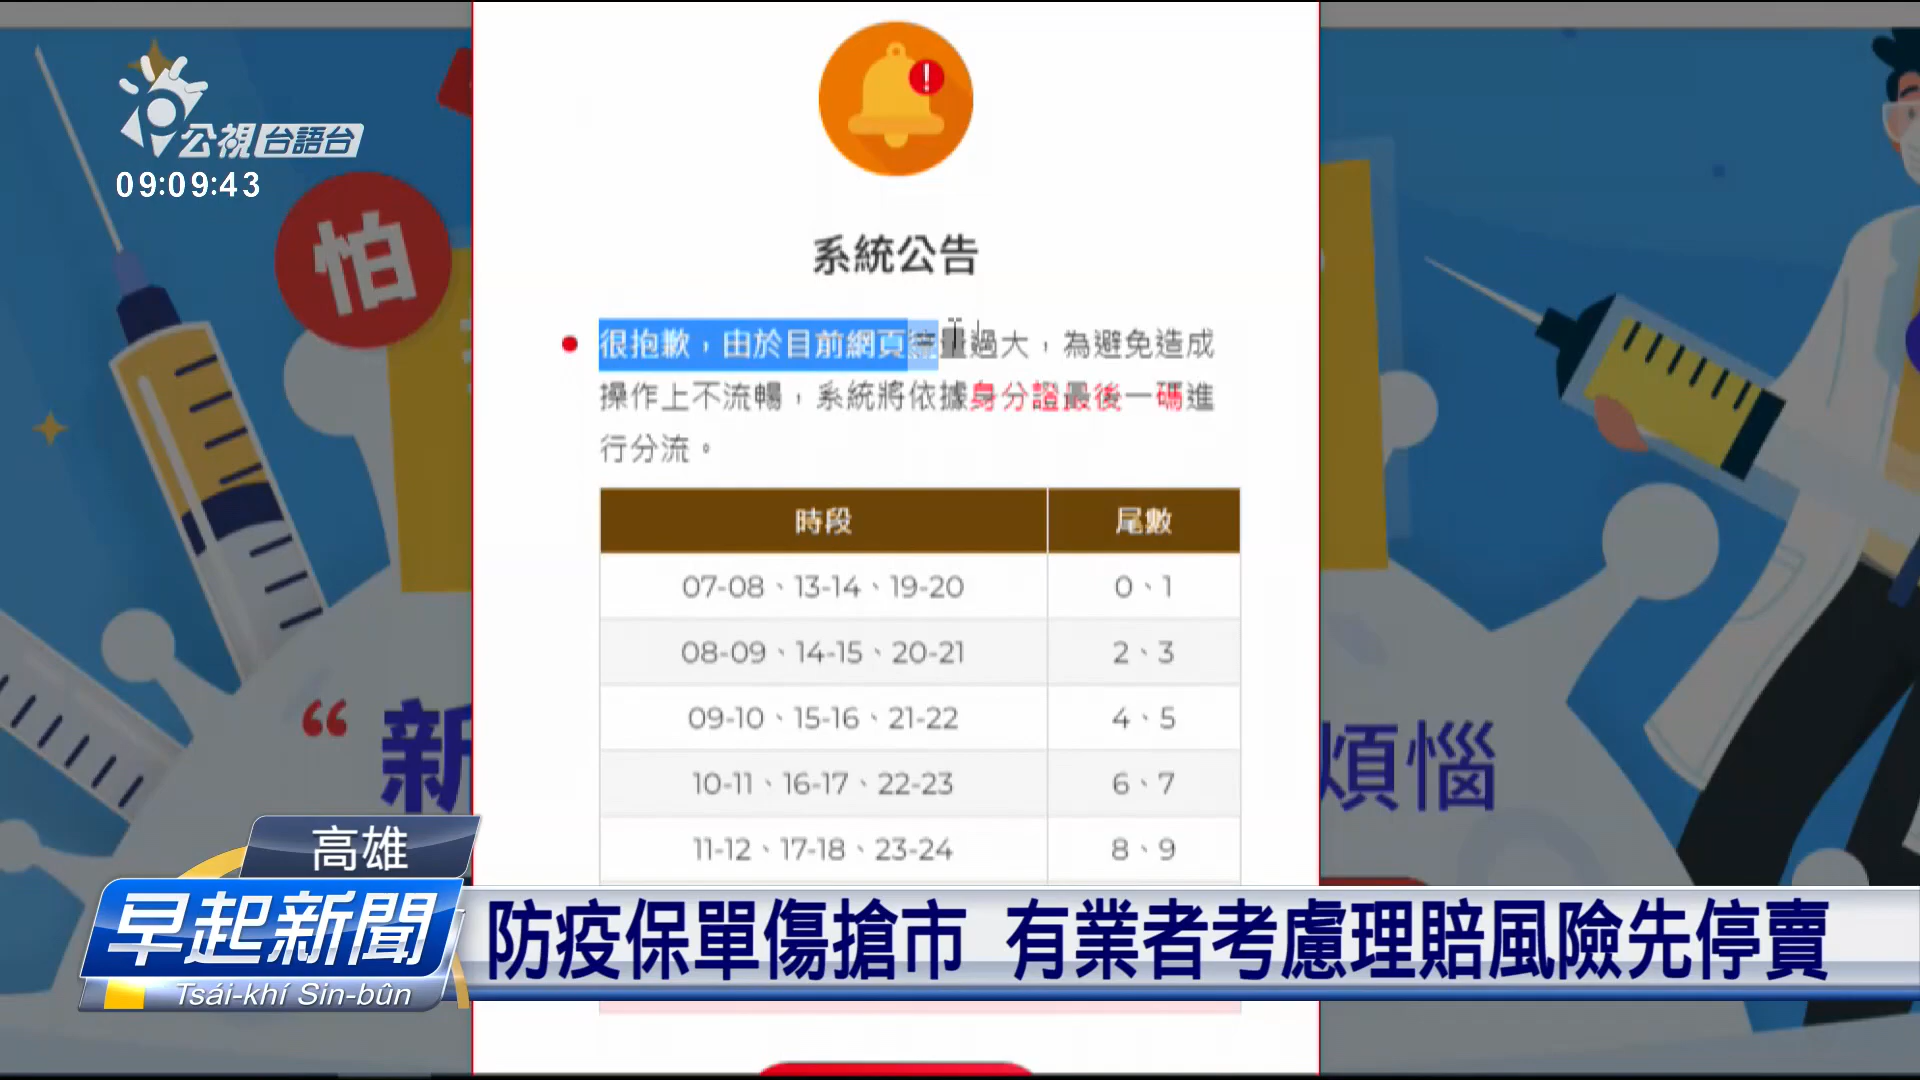 公視台語台
09:09:43
怕
系統公告
很抱歉，由於目前網頁流量過大，為避免造成
操作上不流暢，系統將依據身分證最後一碼進
行分流。
時段 尾數
07-08、13-14、19-20 0、1
08-09、14-15、20-21 2、3
09-10、15-16、21-22 4、5
10-11、16-17、22-23 6、7
11-12、17-18、23-24 8、9
“ 新
煩惱
高雄
早起新聞
Tsái-khí Sin-bûn
防疫保單傷搶市 有業者考慮理賠風險先停賣